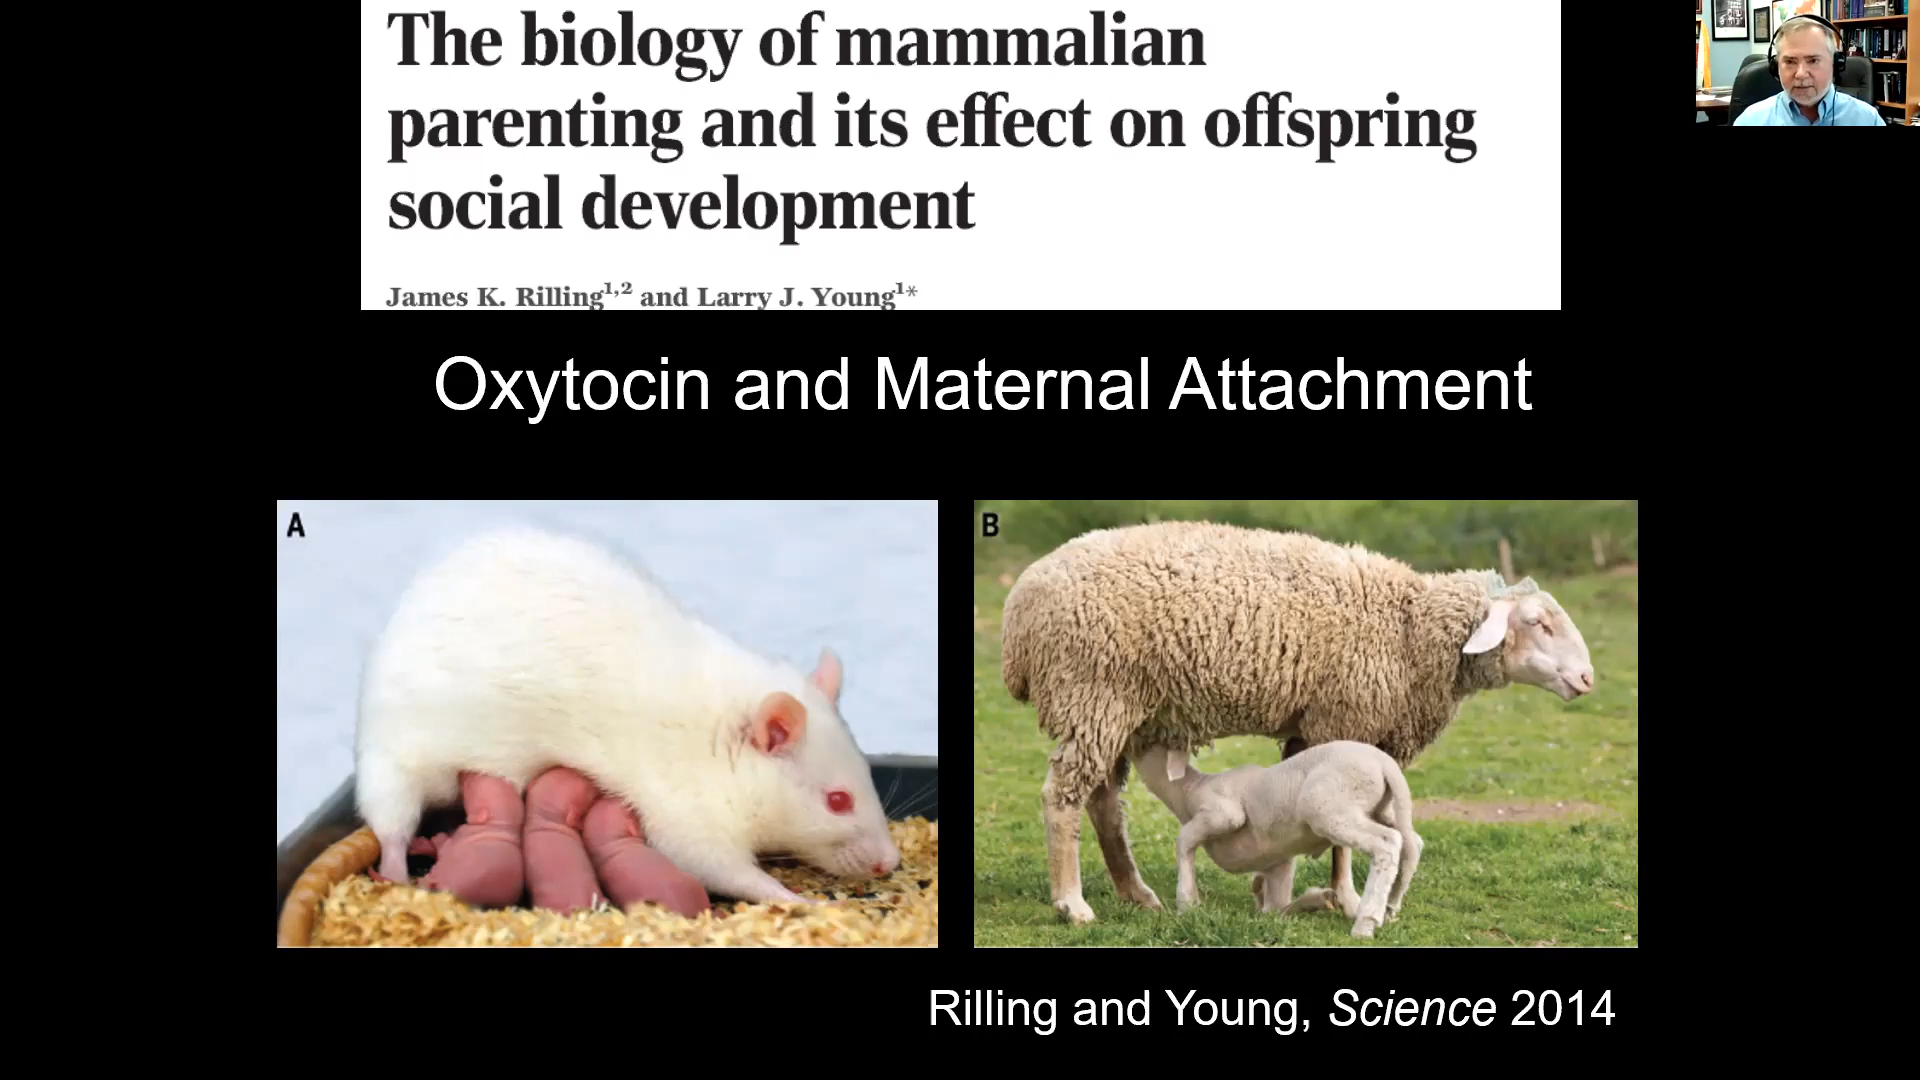 The biology of mammalian
parenting and its effect on offspring
social development
James K. Rilling1,2 and Larry J. Young1*
Oxytocin and Maternal Attachment
A
B
Rilling and Young, Science 2014